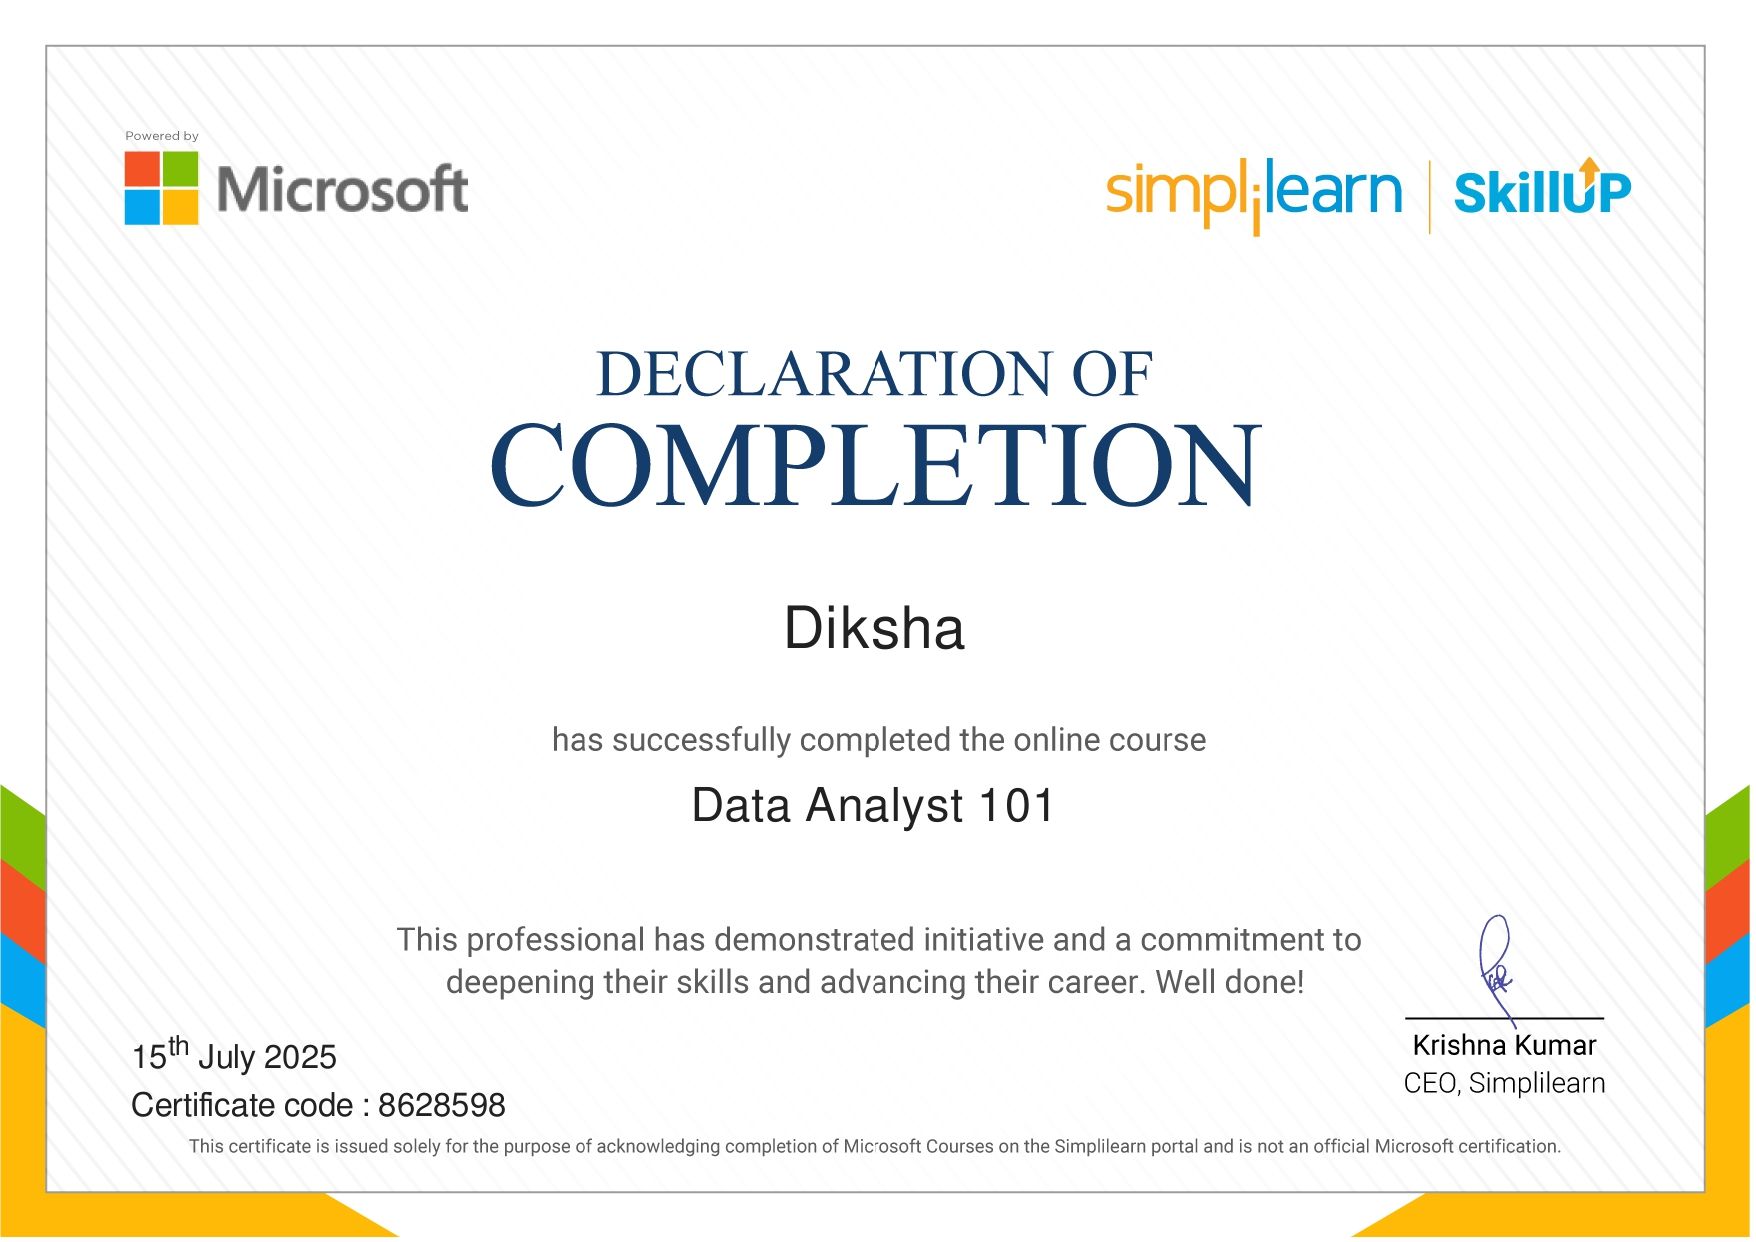 Powered by
Microsoft
simplilearn | SkillUP
DECLARATION OF
COMPLETION
Diksha
has successfully completed the online course
Data Analyst 101
This professional has demonstrated initiative and a commitment to
deepening their skills and advancing their career. Well done!
15th July 2025
Certificate code : 8628598
Krishna Kumar
CEO, Simplilearn
This certificate is issued solely for the purpose of acknowledging completion of Microsoft Courses on the Simplilearn portal and is not an official Microsoft certification.